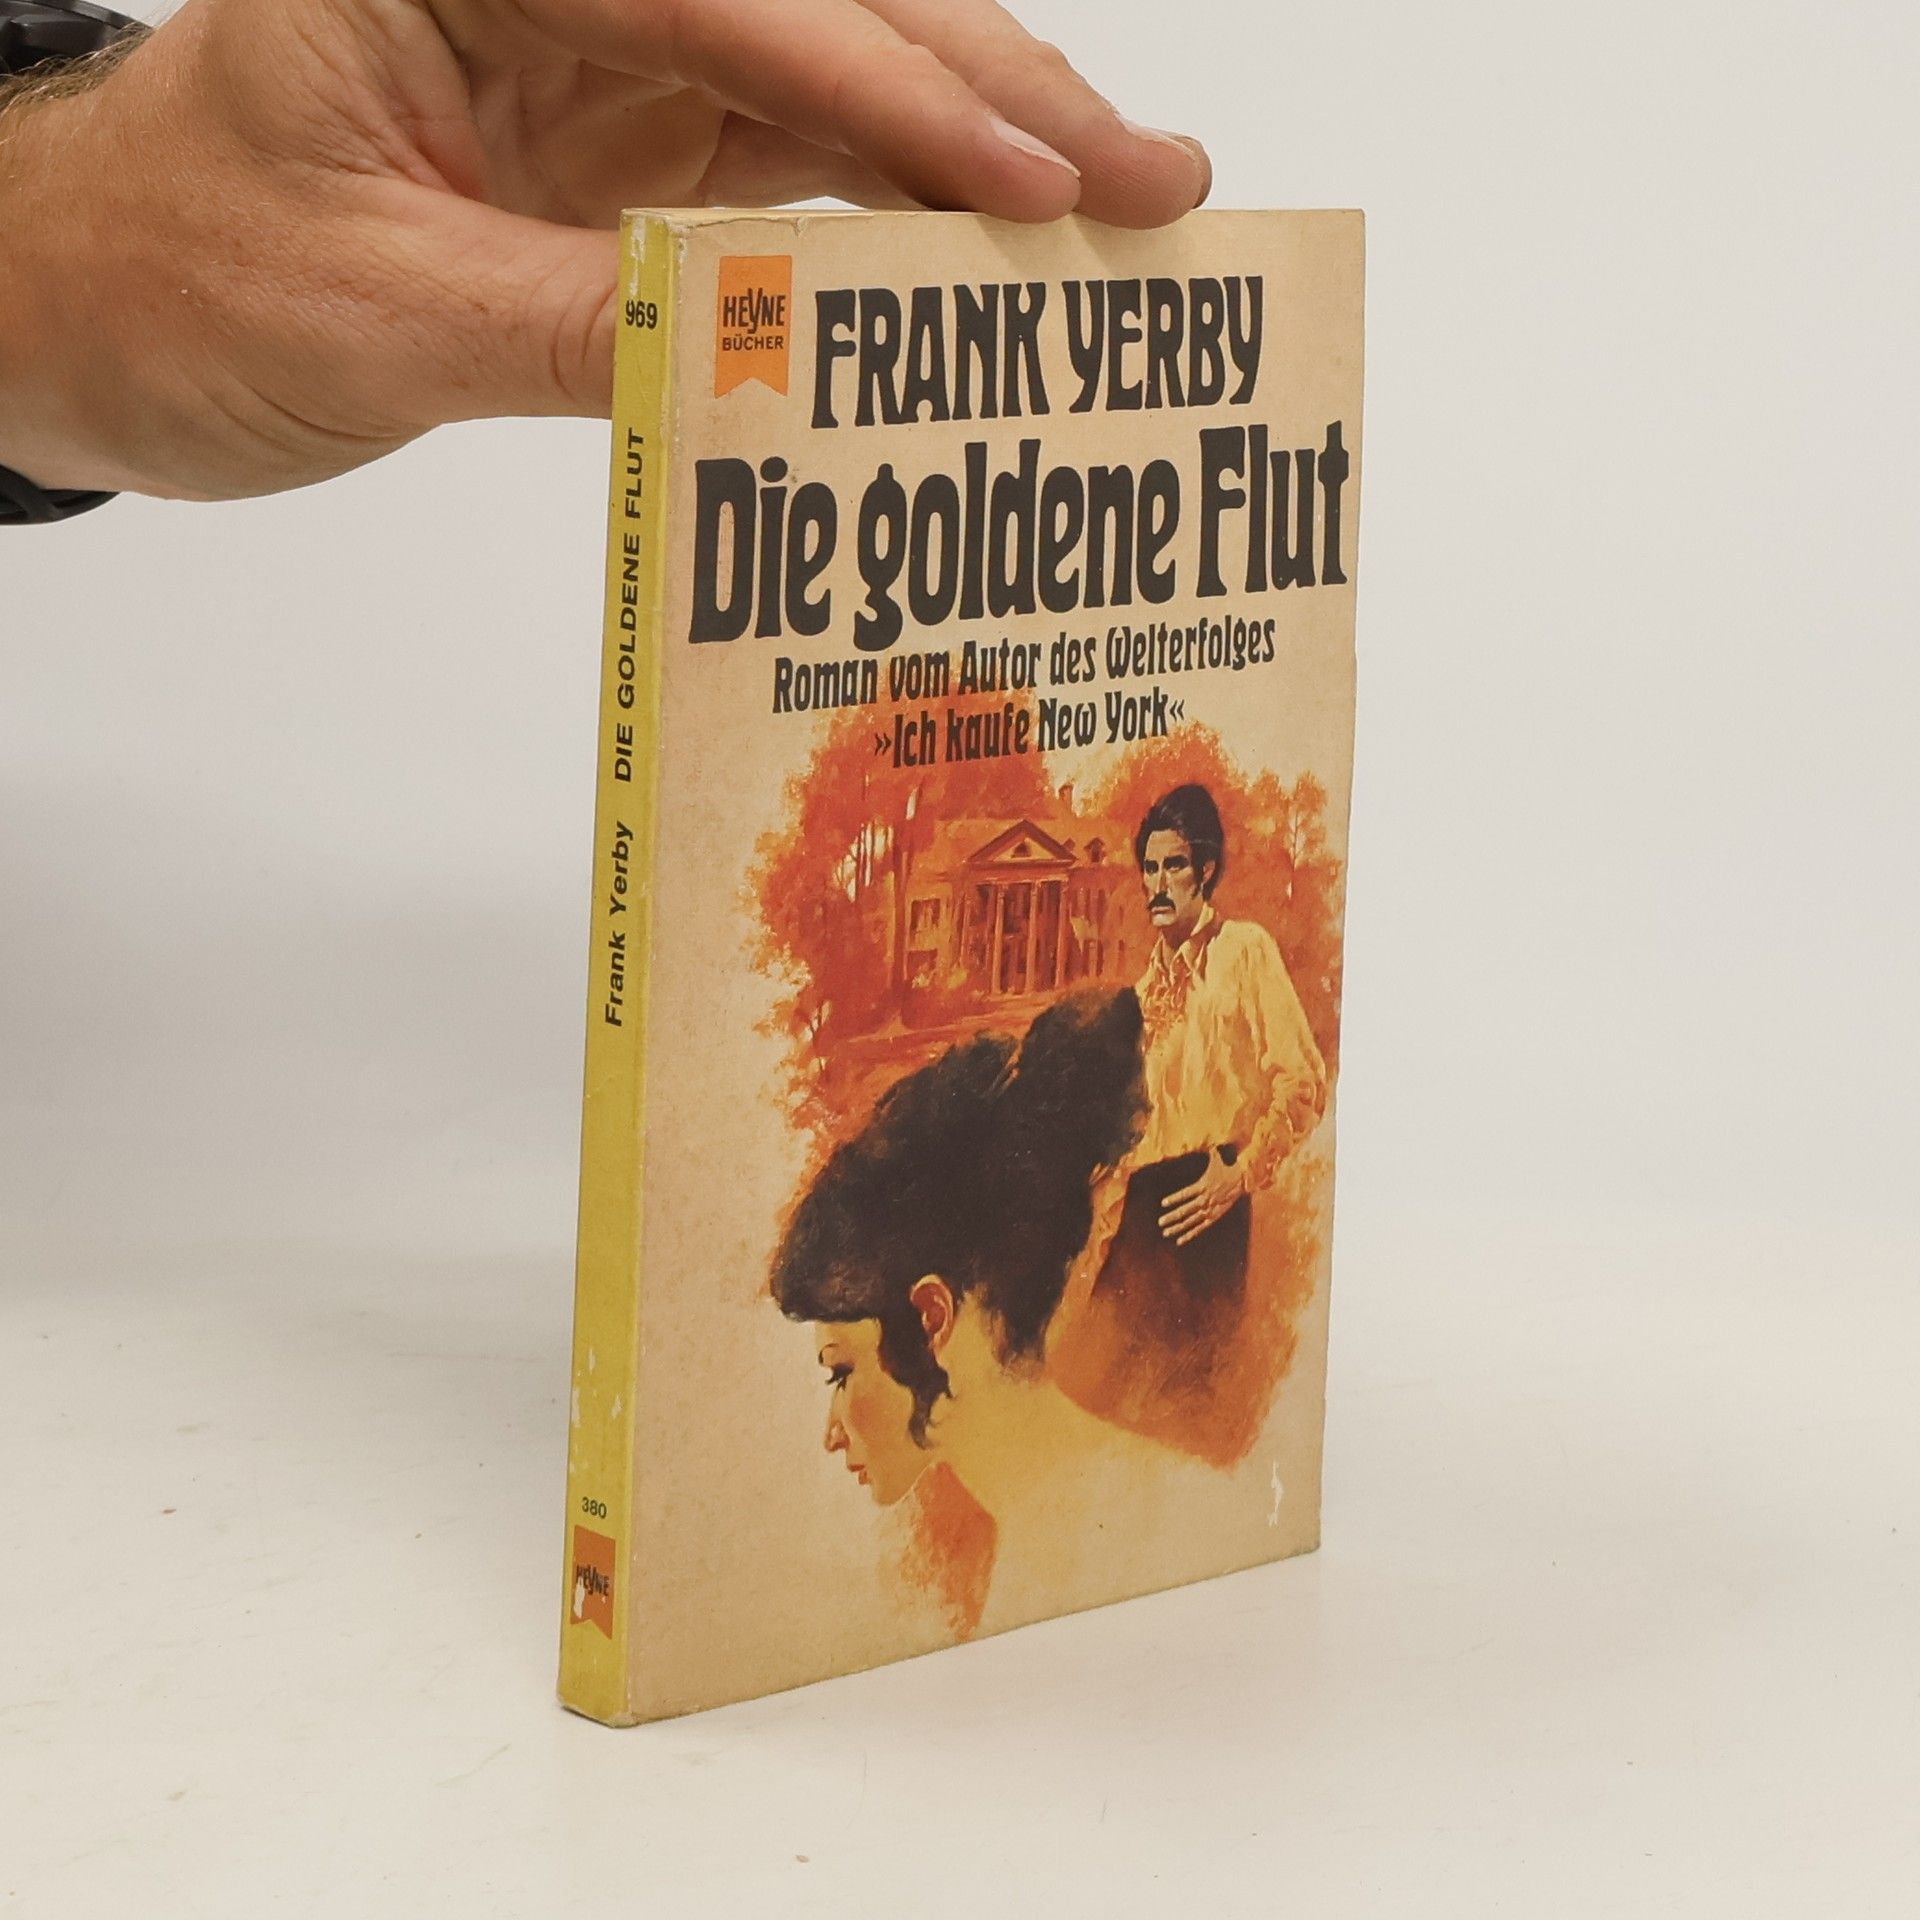 969
Frank Yerby DIE GOLDENE FLUT
380
HEYNE
HEYNE
BÜCHER
FRANK YERBY
Die goldene Flut
Roman vom Autor des Welterfolges
»Ich kaufe New York«